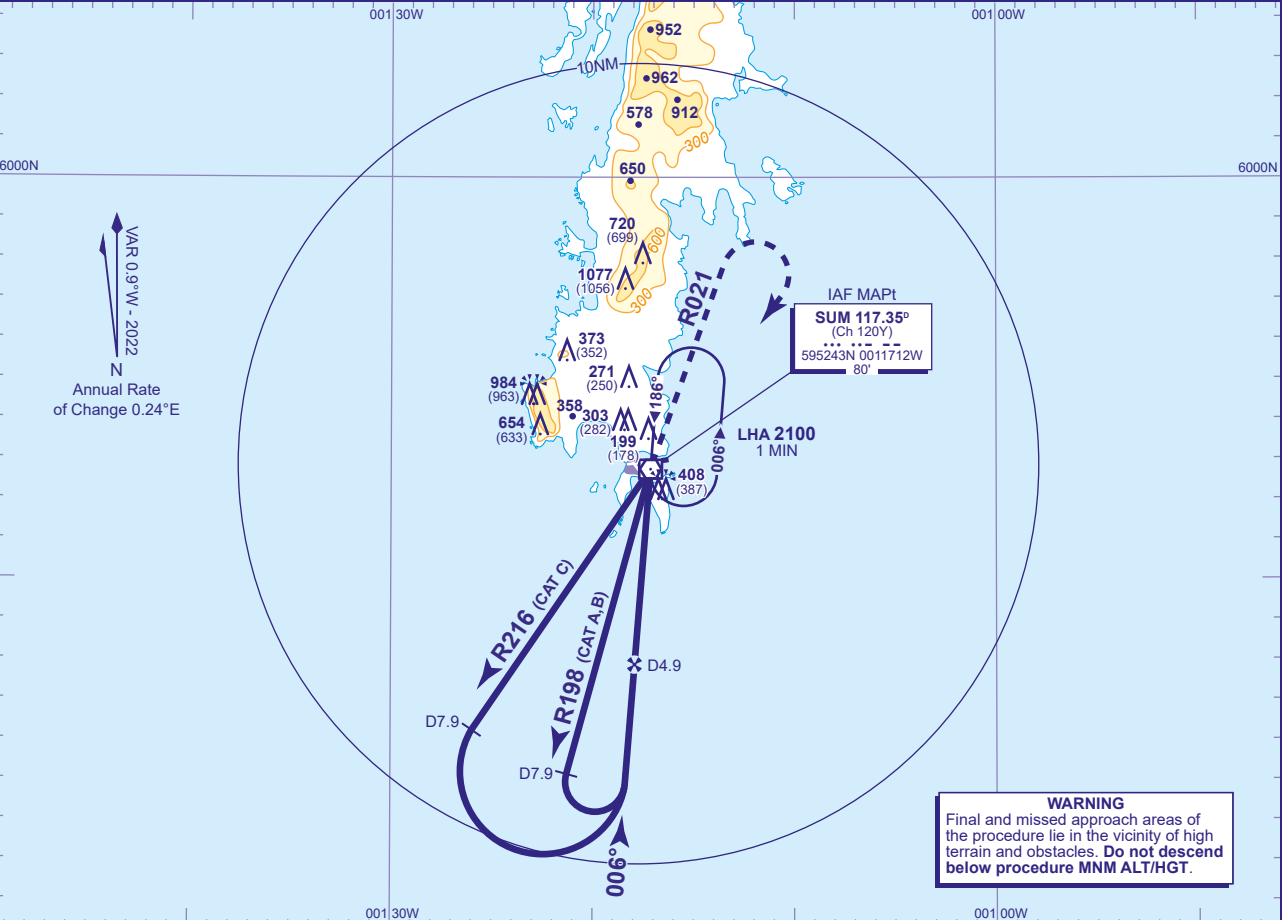 001:30W
001:00W
952
10NM
962
912
578
300
6000N
6000N
650
720
(699)
600
1077
(1056)
300
VAR 0.9°W - 2022
N
Annual Rate
of Change 0.24°E
R021
IAF MAPt
SUM 117.35ᴰ
(Ch 120Y)
595243N 0011712W
80'
373
(352)
271
(250)
984
(963)
358
303
(282)
654
(633)
199
(178)
186°
006°
LHA 2100
1 MIN
408
(387)
R216 (CAT C)
R198 (CAT A,B)
D4.9
D7.9
D7.9
006°
WARNING
Final and missed approach areas of
the procedure lie in the vicinity of high
terrain and obstacles. Do not descend
below procedure MNM ALT/HGT.
001:30W
001:00W